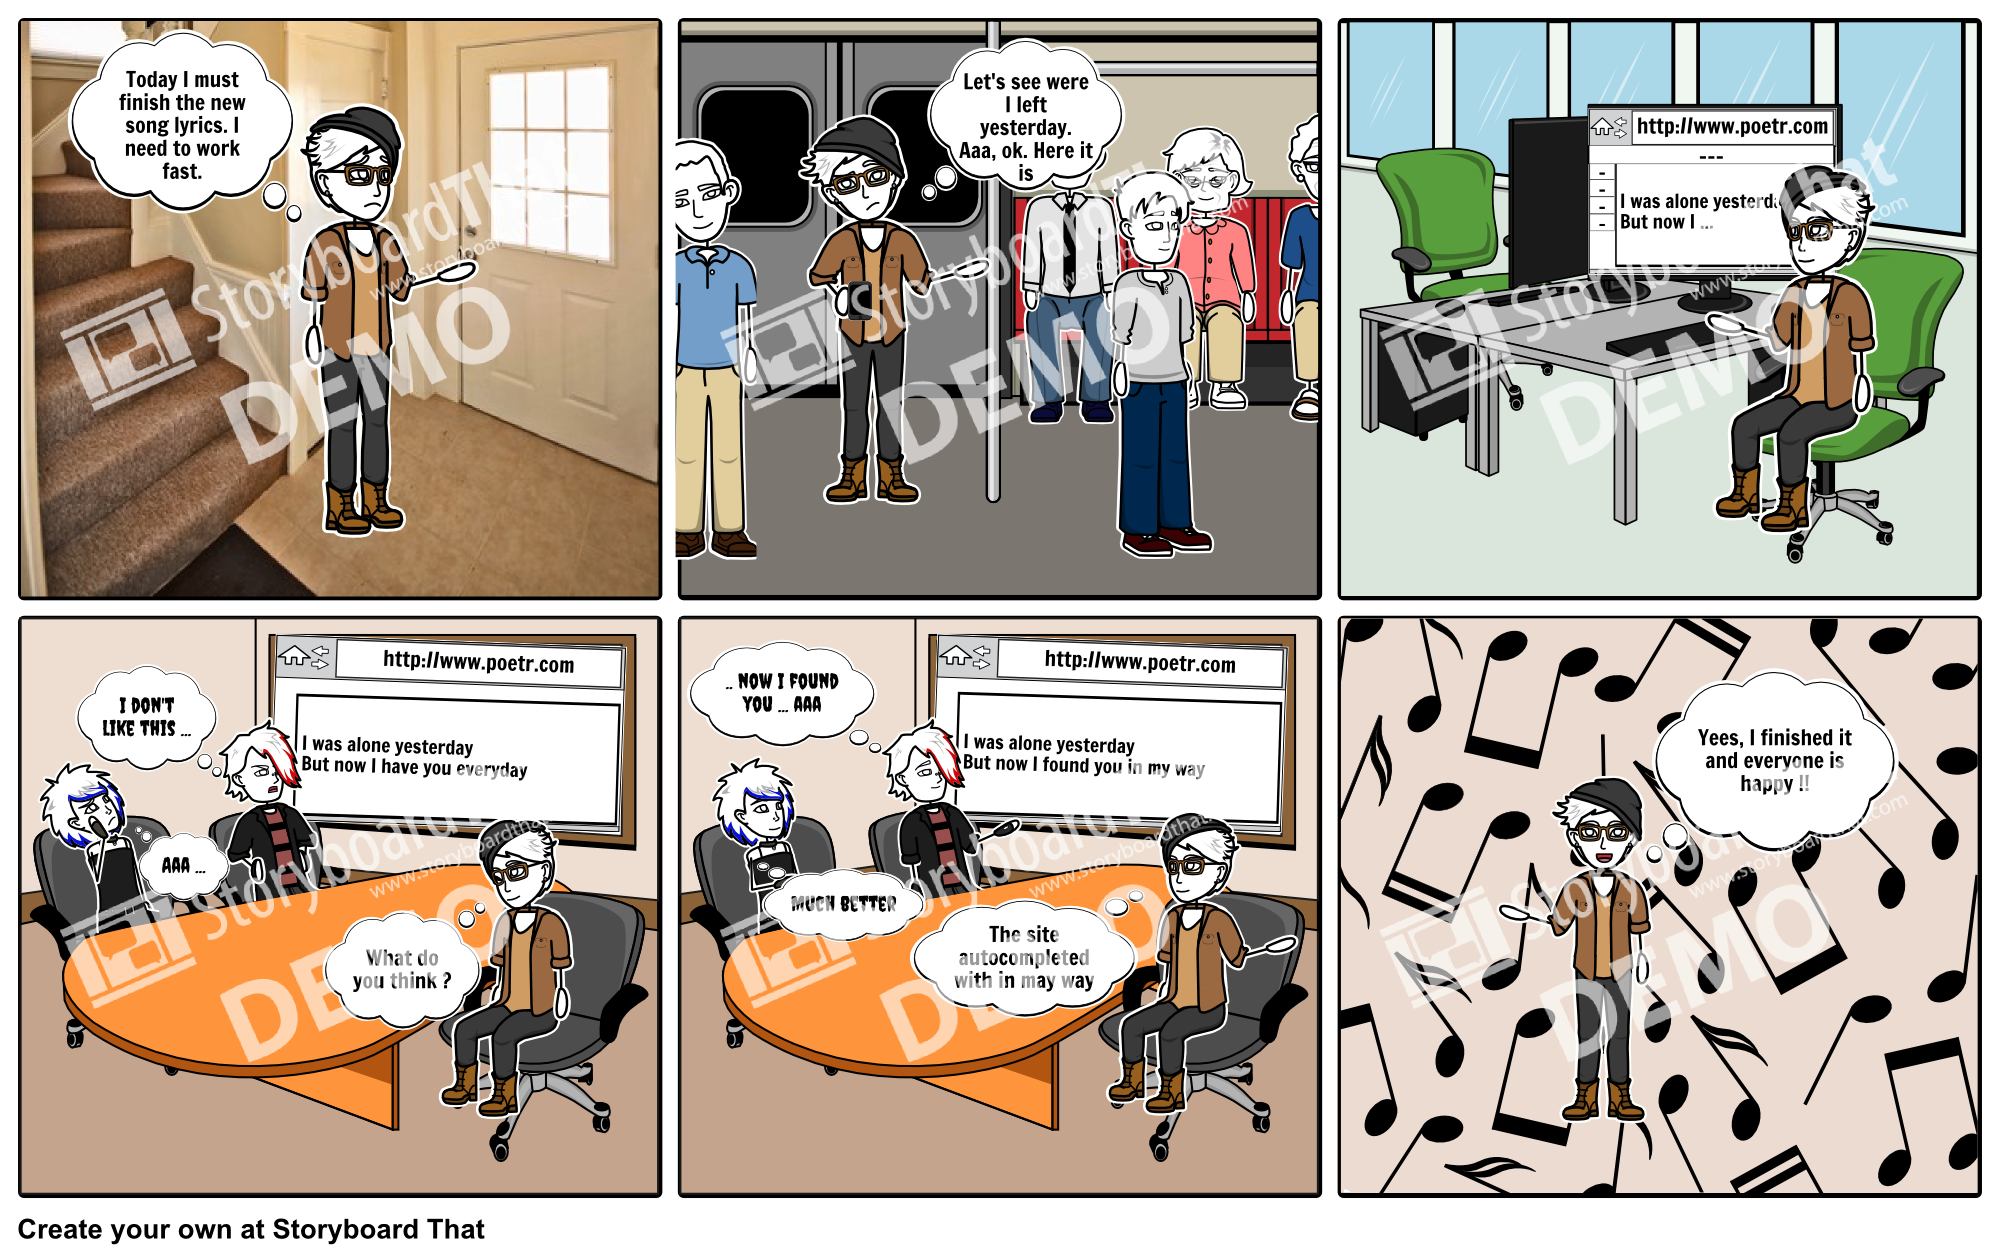 Today I must
finish the new
song lyrics. I
need to work
fast.
StoryboardThat
www.storyboardthat.com
DEMO
Let's see were
I left
yesterday.
Aaa, ok. Here it
is
StoryboardThat
www.storyboardthat.com
DEMO
http://www.poetr.com
---
-
-
-
-
I was alone yesterd
But now I ...
StoryboardThat
www.storyboardthat.com
DEMO
http://www.poetr.com
I DON'T
LIKE THIS ...
I was alone yesterday
But now I have you everyday
AAA ...
What do
you think ?
StoryboardThat
www.storyboardthat.com
DEMO
http://www.poetr.com
.. NOW I FOUND
YOU ... AAA
I was alone yesterday
But now I found you in my way
MUCH BETTER
The site
autocompleted
with in may way
StoryboardThat
www.storyboardthat.com
DEMO
Yees, I finished it
and everyone is
happy !!
StoryboardThat
www.storyboardthat.com
DEMO
Create your own at Storyboard That